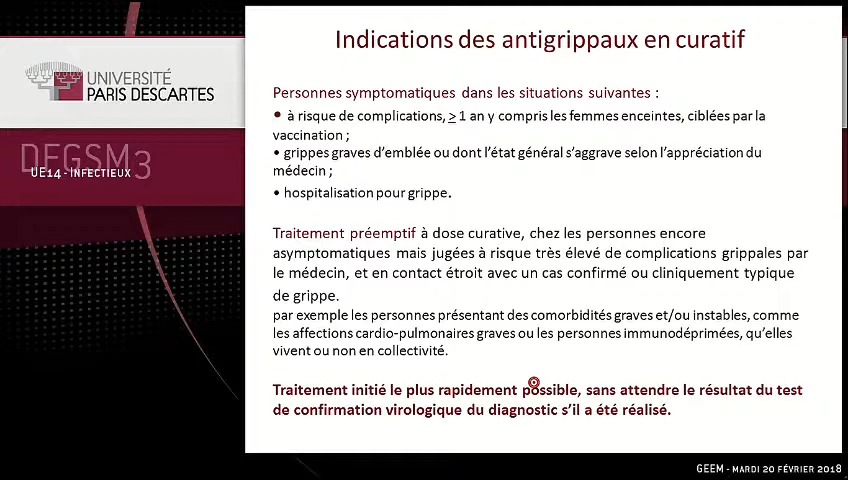 Indications des antigrippaux en curatif
UNIVERSITÉ
PARIS DESCARTES
DFGSM3
UE14 - INFECTIEUX
Personnes symptomatiques dans les situations suivantes :
• à risque de complications, ≥ 1 an y compris les femmes enceintes, ciblées par la
vaccination ;
• grippes graves d’emblée ou dont l’état général s’aggrave selon l’appréciation du
médecin ;
• hospitalisation pour grippe.
Traitement préemptif à dose curative, chez les personnes encore
asymptomatiques mais jugées à risque très élevé de complications grippales par
le médecin, et en contact étroit avec un cas confirmé ou cliniquement typique
de grippe.
par exemple les personnes présentant des comorbidités graves et/ou instables, comme
les affections cardio-pulmonaires graves ou les personnes immunodéprimées, qu’elles
vivent ou non en collectivité.
Traitement initié le plus rapidement possible, sans attendre le résultat du test
de confirmation virologique du diagnostic s’il a été réalisé.
GEEM - MARDI 20 FÉVRIER 2018